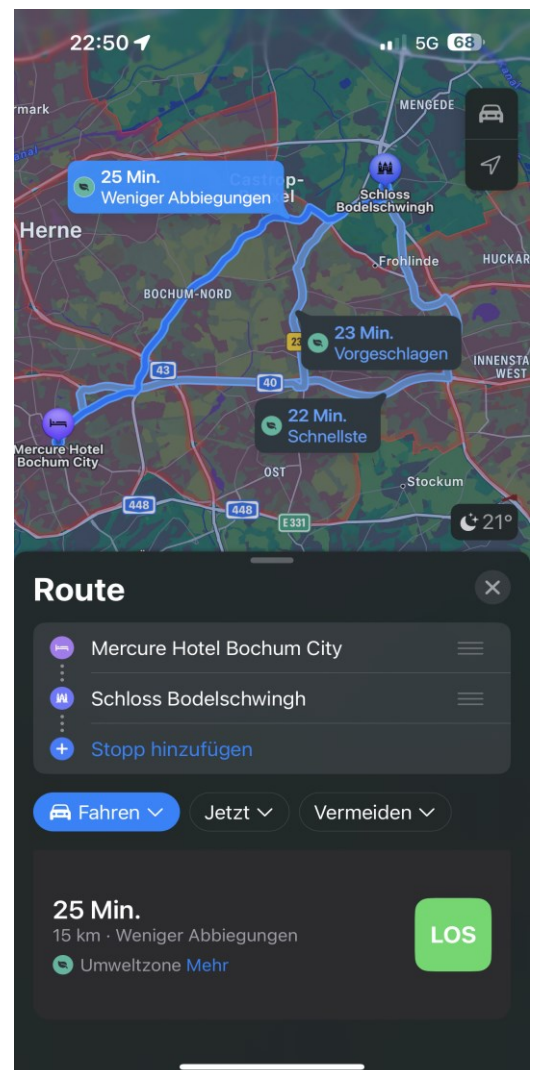 22:50
5G 68
mark
MENGEDE
25 Min.
Weniger Abbiegungen
Schloss
Bodelschwingh
Herne
Frohlinde
HUCKAR
BOCHUM-NORD
23 Min.
Vorgeschlagen
INNENSTA
WEST
43
40
22 Min.
Schnellste
Mercure Hotel
Bochum City
OST
Stockum
448
448
E331
21°
Route
Mercure Hotel Bochum City
Schloss Bodelschwingh
Stopp hinzufügen
Fahren
Jetzt
Vermeiden
25 Min.
15 km · Weniger Abbiegungen
LOS
Umweltzone Mehr